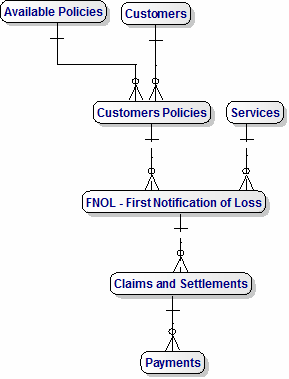 Available Policies
Customers
Customers Policies
Services
FNOL - First Notification of Loss
Claims and Settlements
Payments